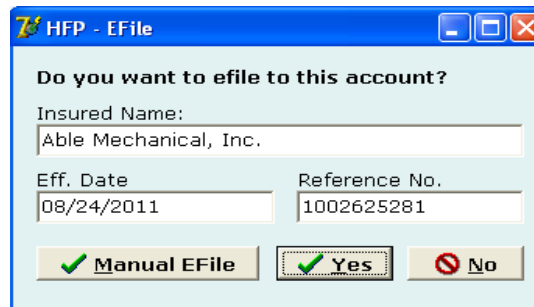 HFP - EFile
Do you want to efile to this account?
Insured Name:
Able Mechanical, Inc.
Eff. Date Reference No.
08/24/2011 1002625281
Manual EFile Yes No